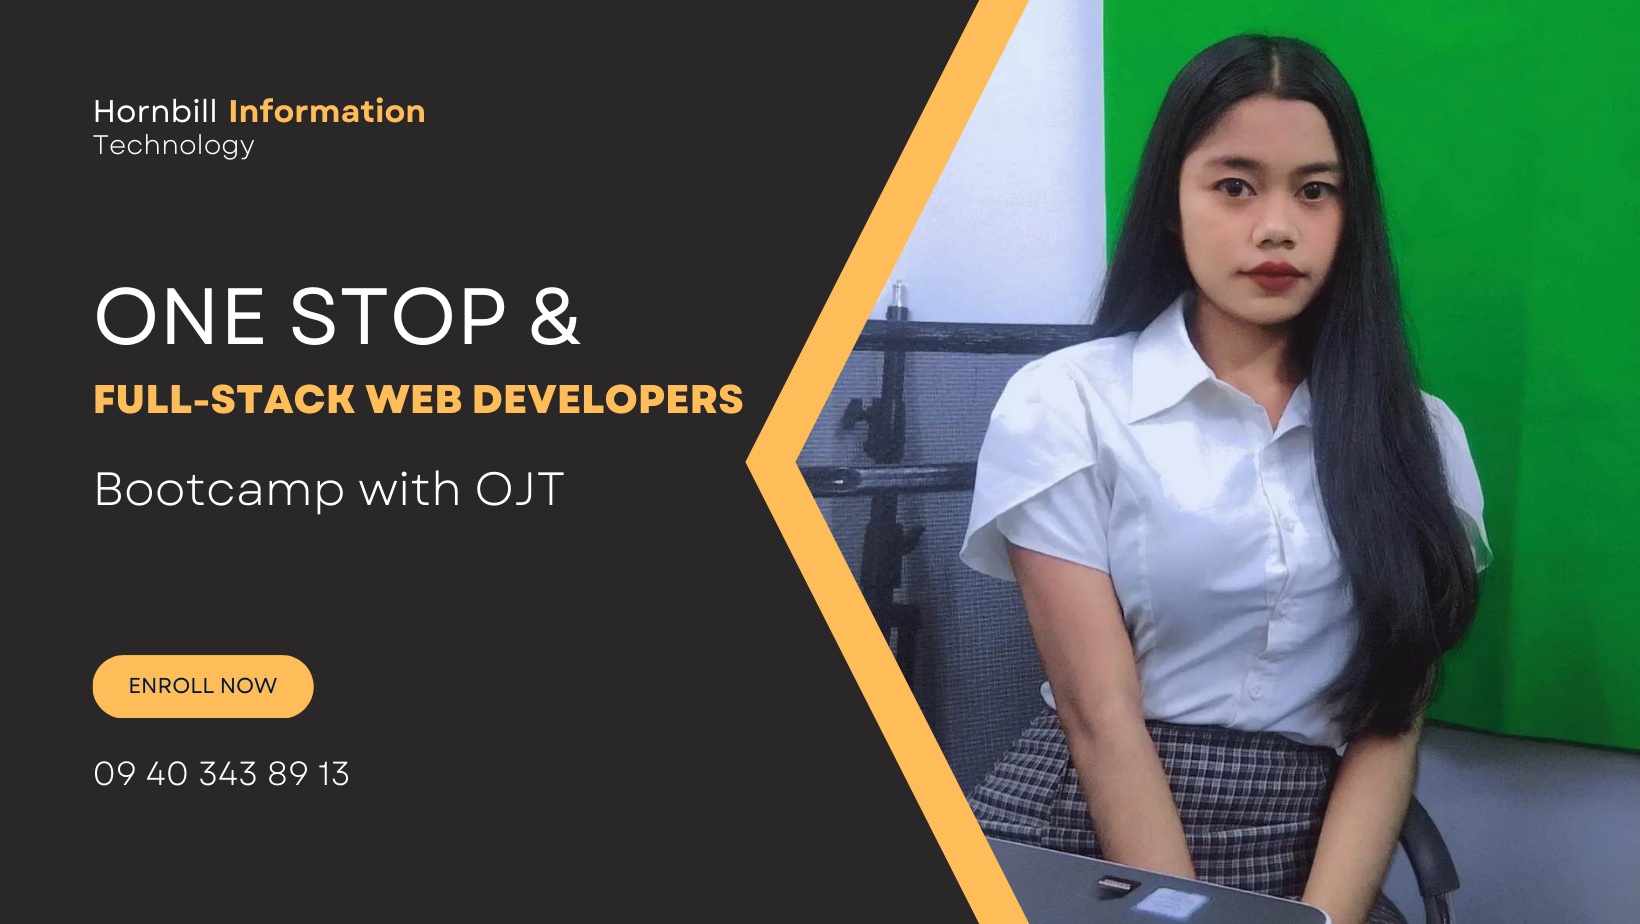 Hornbill Information
Technology
ONE STOP &
FULL-STACK WEB DEVELOPERS
Bootcamp with OJT
ENROLL NOW
09 40 343 89 13